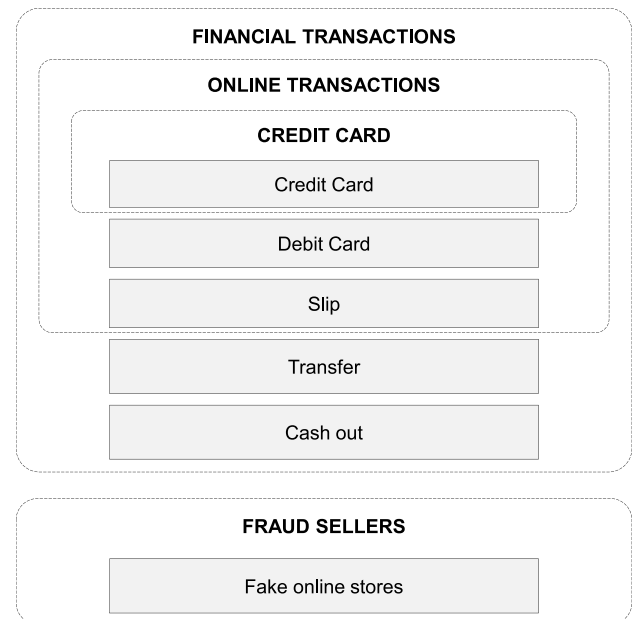 FINANCIAL TRANSACTIONS
ONLINE TRANSACTIONS
CREDIT CARD
Credit Card
Debit Card
Slip
Transfer
Cash out
FRAUD SELLERS
Fake online stores